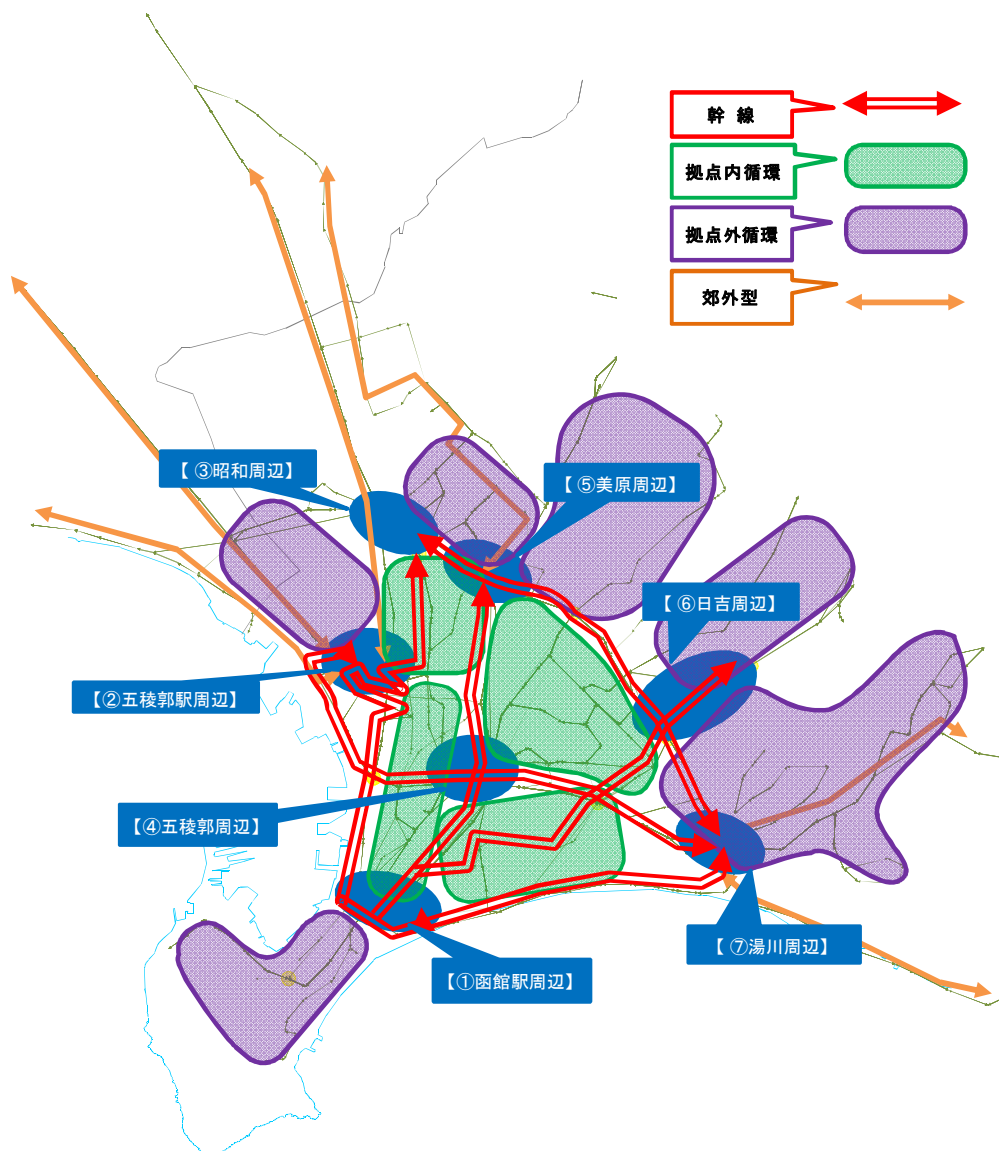 幹 線
拠点内循環
拠点外循環
郊外型
【 ③昭和周辺】
【 ⑤美原周辺】
【 ⑥日吉周辺】
【②五稜郭駅周辺】
【 ④五稜郭周辺】
【 ⑦湯川周辺】
【①函館駅周辺】